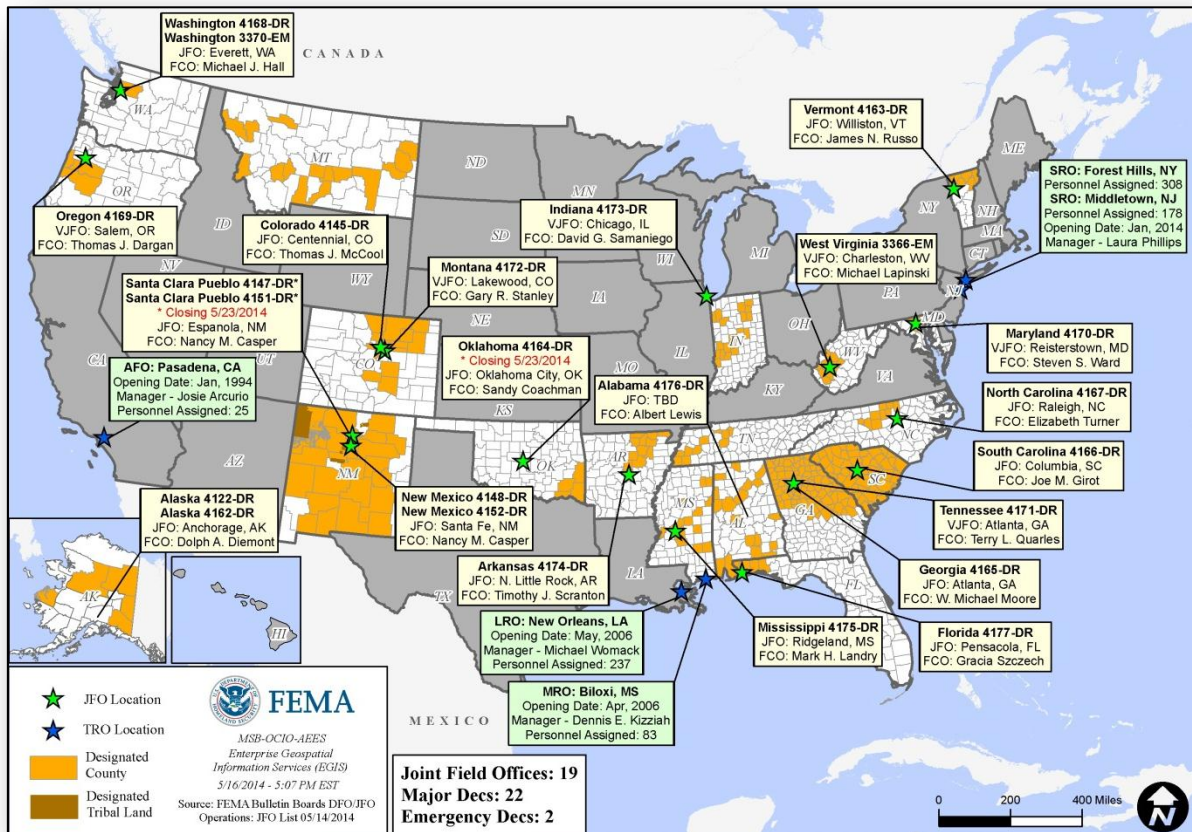 Washington 4168-DR
Washington 3370-EM
JFO: Everett, WA
FCO: Michael J. Hall
CANADA
Vermont 4163-DR
JFO: Williston, VT
FCO: James N. Russo
SRO: Forest Hills, NY
Personnel Assigned: 308
SRO: Middletown, NJ
Personnel Assigned: 178
Opening Date: Jan, 2014
Manager - Laura Phillips
Oregon 4169-DR
VJFO: Salem, OR
FCO: Thomas J. Dargan
Colorado 4145-DR
JFO: Centennial, CO
FCO: Thomas J. McCool
Indiana 4173-DR
VJFO: Chicago, IL
FCO: David G. Samaniego
Montana 4172-DR
VJFO: Lakewood, CO
FCO: Gary R. Stanley
West Virginia 3366-EM
VJFO: Charleston, WV
FCO: Michael Lapinski
Santa Clara Pueblo 4147-DR*
Santa Clara Pueblo 4151-DR*
* Closing 5/23/2014
JFO: Espanola, NM
FCO: Nancy M. Casper
Oklahoma 4164-DR
* Closing 5/23/2014
JFO: Oklahoma City, OK
FCO: Sandy Coachman
Maryland 4170-DR
VJFO: Reisterstown, MD
FCO: Steven S. Ward
AFO: Pasadena, CA
Opening Date: Jan, 1994
Manager - Josie Arcurio
Personnel Assigned: 25
Alabama 4176-DR
JFO: TBD
FCO: Albert Lewis
North Carolina 4167-DR
JFO: Raleigh, NC
FCO: Elizabeth Turner
South Carolina 4166-DR
JFO: Columbia, SC
FCO: Joe M. Girot
Alaska 4122-DR
Alaska 4162-DR
JFO: Anchorage, AK
FCO: Dolph A. Diemont
New Mexico 4148-DR
New Mexico 4152-DR
JFO: Santa Fe, NM
FCO: Nancy M. Casper
Tennessee 4171-DR
VJFO: Atlanta, GA
FCO: Terry L. Quarles
Arkansas 4174-DR
JFO: N. Little Rock, AR
FCO: Timothy J. Scranton
Georgia 4165-DR
JFO: Atlanta, GA
FCO: W. Michael Moore
LRO: New Orleans, LA
Opening Date: May, 2006
Manager - Michael Womack
Personnel Assigned: 237
Mississippi 4175-DR
JFO: Ridgeland, MS
FCO: Mark H. Landry
Florida 4177-DR
JFO: Pensacola, FL
FCO: Gracia Szczech
MRO: Biloxi, MS
Opening Date: Apr, 2006
Manager - Dennis E. Kizziah
Personnel Assigned: 83
MEXICO
WA
OR
MT
ID
ND
SD
MN
WI
MI
NY
ME
NH
MA
CT
NJ
PA
MD
NV
WY
NE
IA
IL
IN
OH
WV
VA
CA
UT
CO
KS
MO
KY
NC
TN
AZ
NM
OK
AR
SC
MS
AL
GA
TX
LA
FL
AK
HI
JFO Location
TRO Location
Designated
County
Designated
Tribal Land
U.S. DEPARTMENT OF
HOMELAND SECURITY
FEMA
MSB-OCIO-AEES
Enterprise Geospatial
Information Services (EGIS)
5/16/2014 - 5:07 PM EST
Source: FEMA Bulletin Boards DFO/JFO
Operations: JFO List 05/14/2014
Joint Field Offices: 19
Major Decs: 22
Emergency Decs: 2
0 200 400 Miles
N